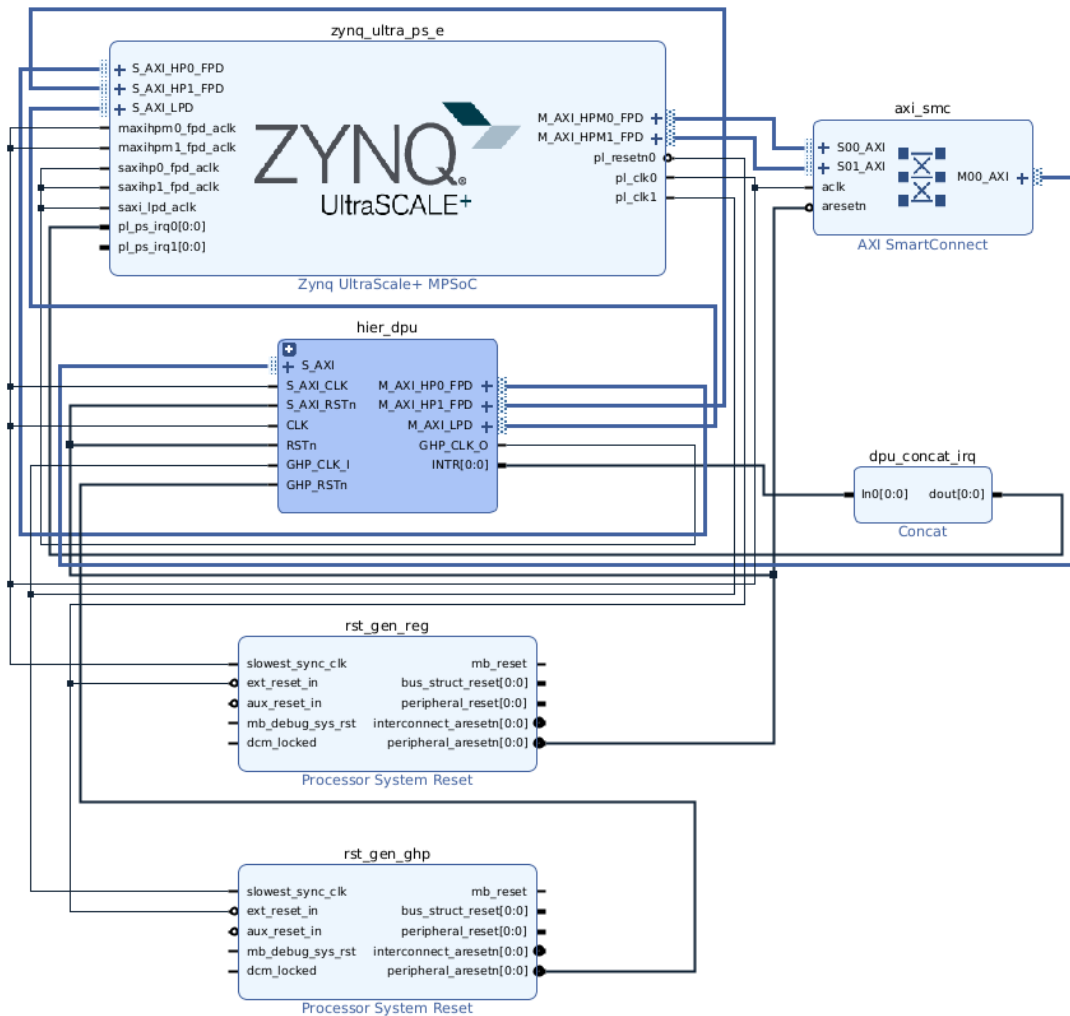 zynq_ultra_ps_e
S_AXI_HP0_FPD
S_AXI_HP1_FPD
S_AXI_LPD
maxihpm0_fpd_aclk
maxihpm1_fpd_aclk
saxihp0_fpd_aclk
saxihp1_fpd_aclk
saxi_lpd_aclk
pl_ps_irq0[0:0]
pl_ps_irq1[0:0]
ZYNQ®
UltraSCALE+
M_AXI_HPM0_FPD
M_AXI_HPM1_FPD
pl_resetn0
pl_clk0
pl_clk1
Zynq UltraScale+ MPSoC
axi_smc
S00_AXI
S01_AXI
aclk
aresetn
M00_AXI
AXI SmartConnect
hier_dpu
S_AXI
S_AXI_CLK
S_AXI_RSTn
CLK
RSTn
GHP_CLK_I
GHP_RSTn
M_AXI_HP0_FPD
M_AXI_HP1_FPD
M_AXI_LPD
GHP_CLK_O
INTR[0:0]
dpu_concat_irq
In0[0:0] dout[0:0]
Concat
rst_gen_reg
slowest_sync_clk
ext_reset_in
aux_reset_in
mb_debug_sys_rst
dcm_locked
mb_reset
bus_struct_reset[0:0]
peripheral_reset[0:0]
interconnect_aresetn[0:0]
peripheral_aresetn[0:0]
Processor System Reset
rst_gen_ghp
slowest_sync_clk
ext_reset_in
aux_reset_in
mb_debug_sys_rst
dcm_locked
mb_reset
bus_struct_reset[0:0]
peripheral_reset[0:0]
interconnect_aresetn[0:0]
peripheral_aresetn[0:0]
Processor System Reset